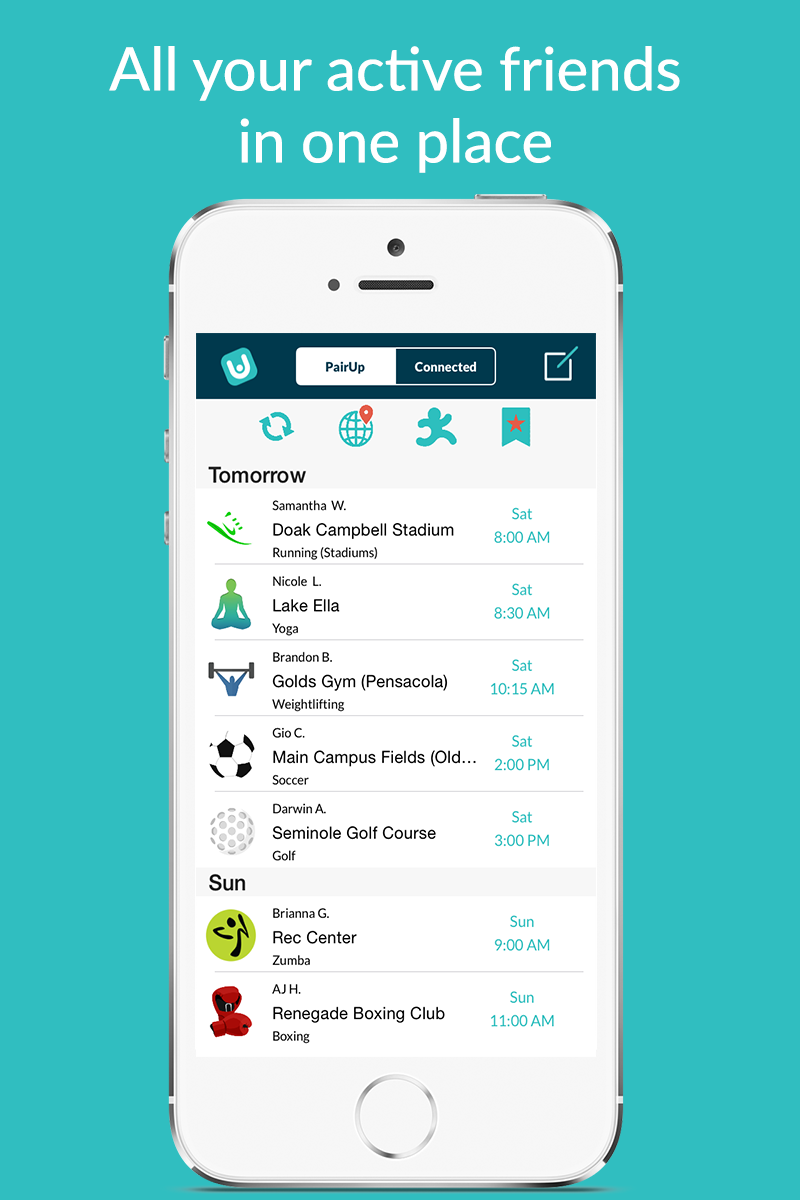 All your active friends
in one place
PairUp
Connected
Tomorrow
Samantha W.
Doak Campbell Stadium
Running (Stadiums)
Sat
8:00 AM
Nicole L.
Lake Ella
Yoga
Sat
8:30 AM
Brandon B.
Golds Gym (Pensacola)
Weightlifting
Sat
10:15 AM
Gio C.
Main Campus Fields (Old…
Soccer
Sat
2:00 PM
Darwin A.
Seminole Golf Course
Golf
Sat
3:00 PM
Sun
Brianna G.
Rec Center
Zumba
Sun
9:00 AM
AJ H.
Renegade Boxing Club
Boxing
Sun
11:00 AM